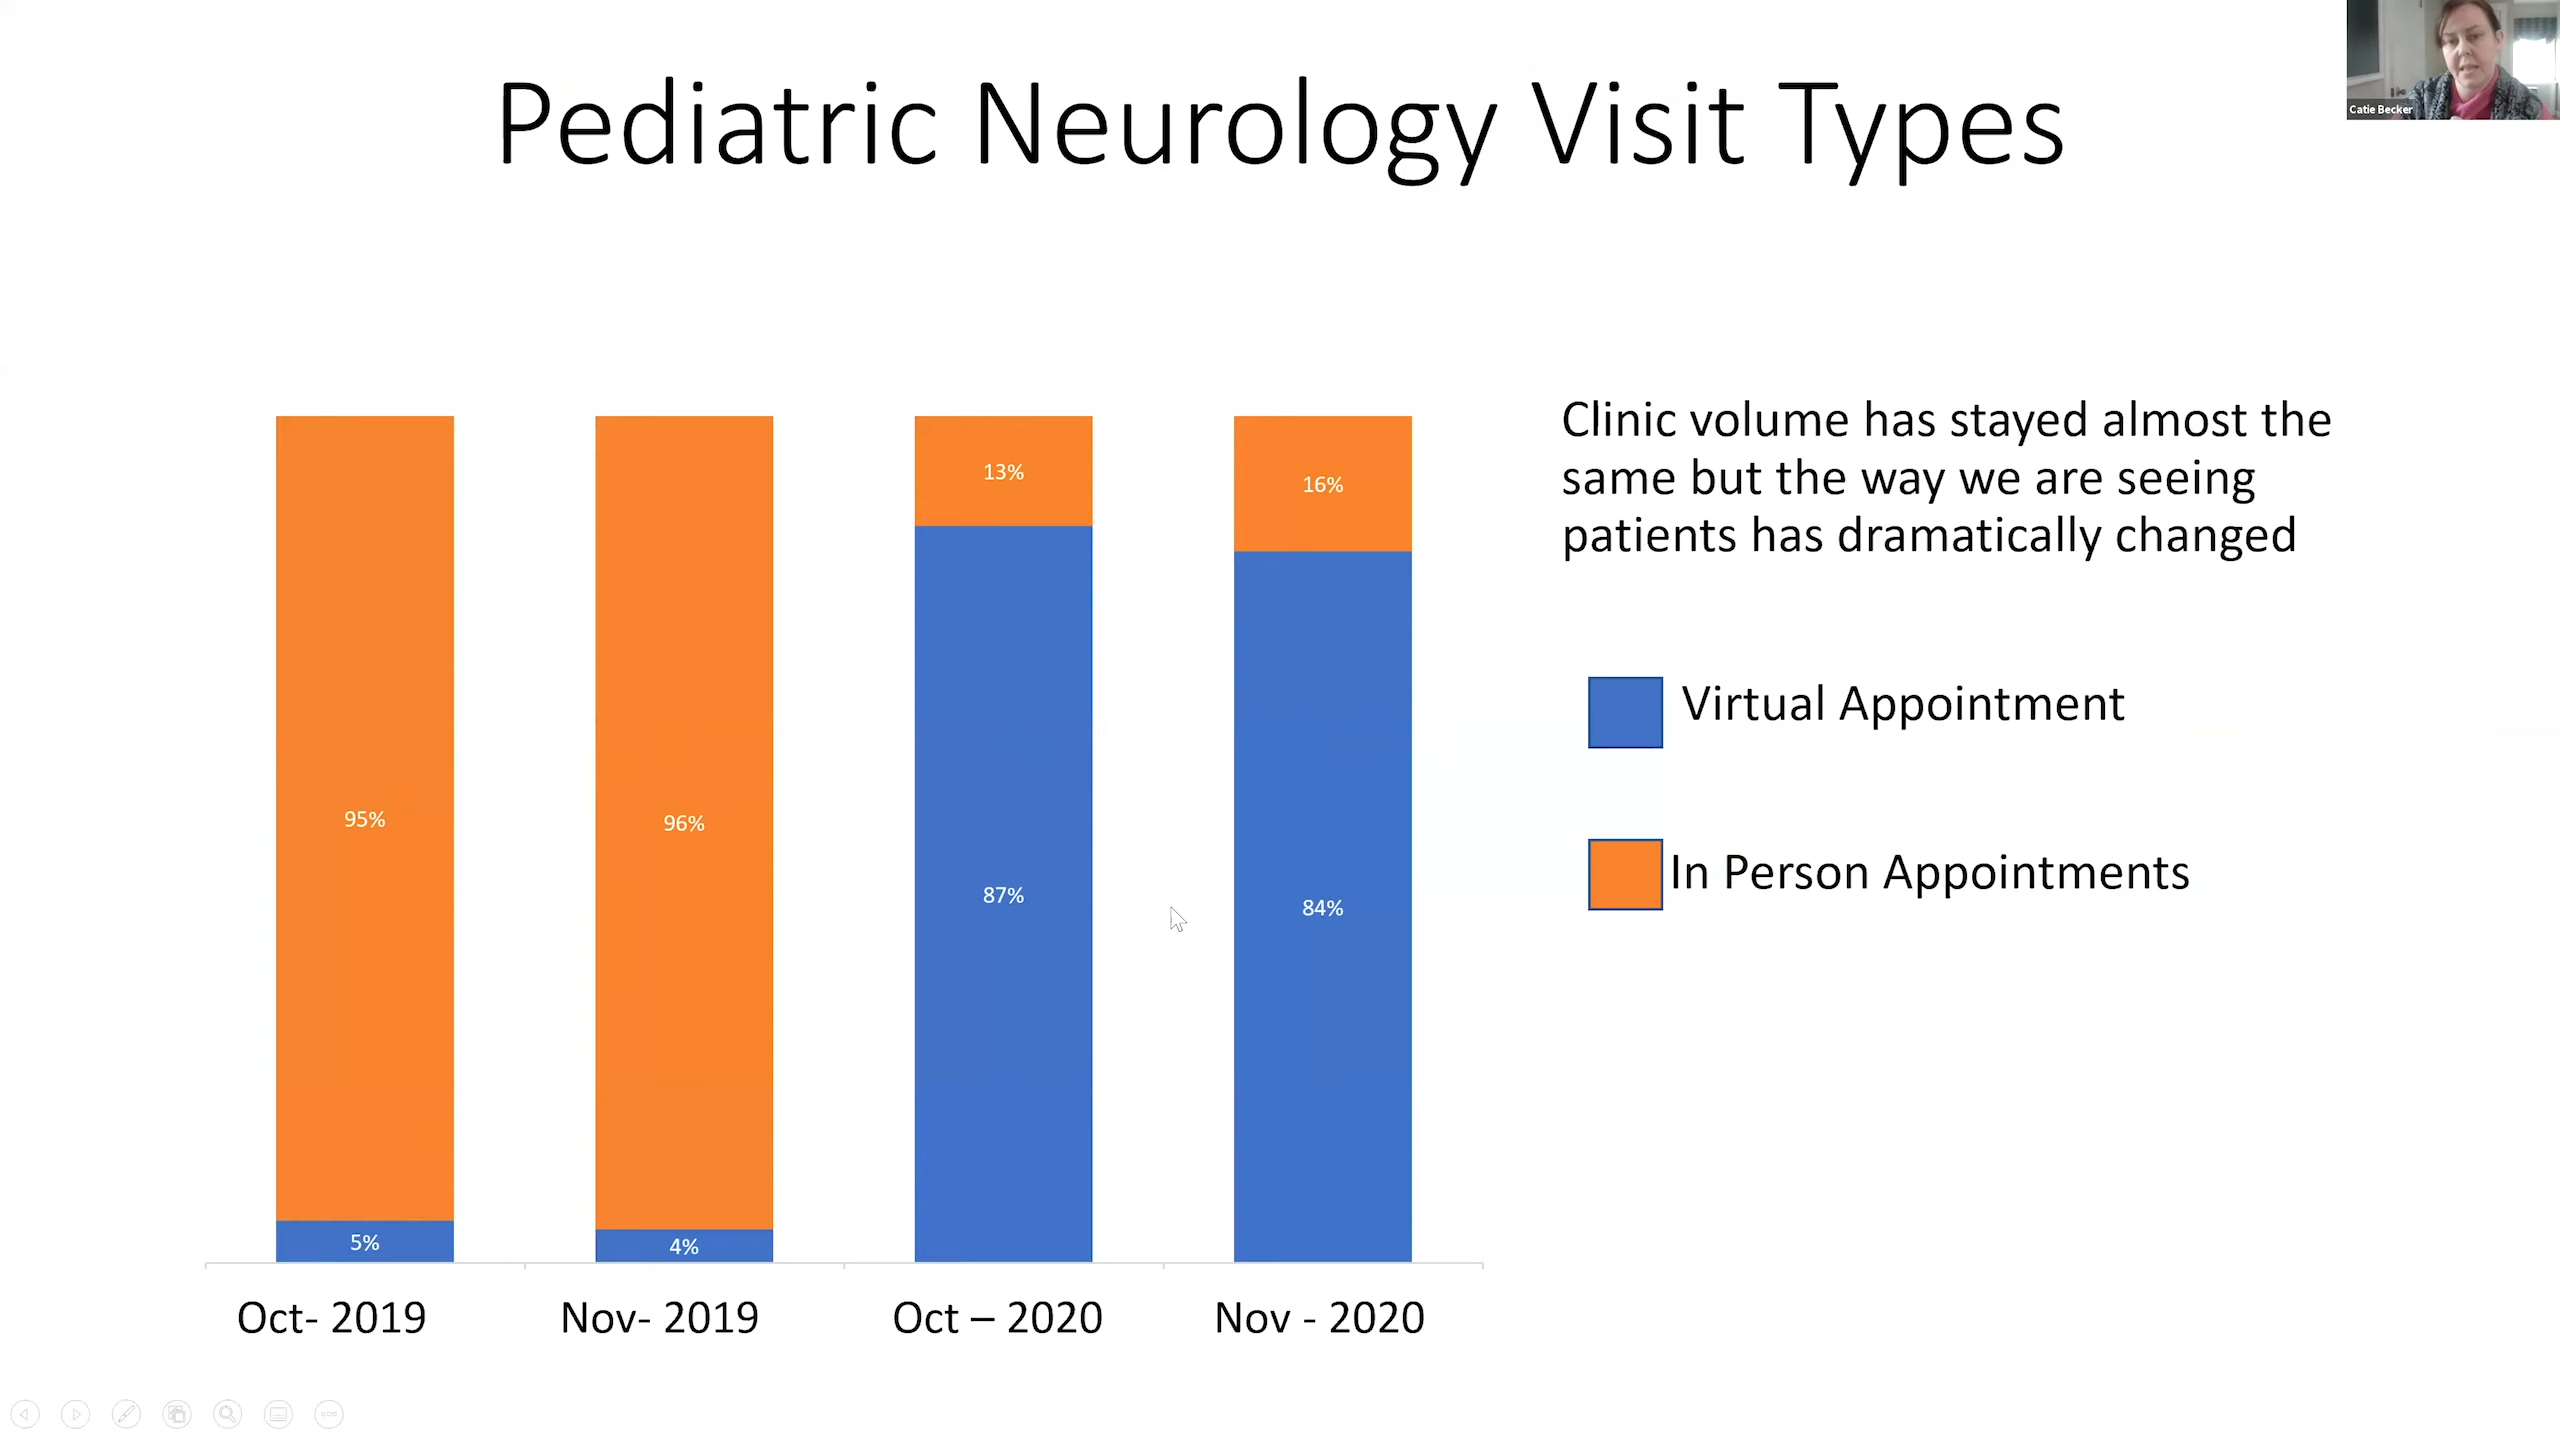 Pediatric Neurology Visit Types
Catie Becker
Clinic volume has stayed almost the
same but the way we are seeing
patients has dramatically changed
Virtual Appointment
In Person Appointments
95%
96%
13%
16%
87%
84%
5%
4%
Oct- 2019
Nov- 2019
Oct – 2020
Nov - 2020